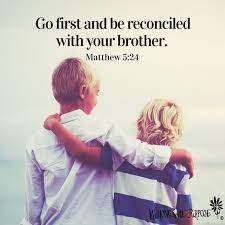 Go first and be reconciled
with your brother.
Matthew 5:24